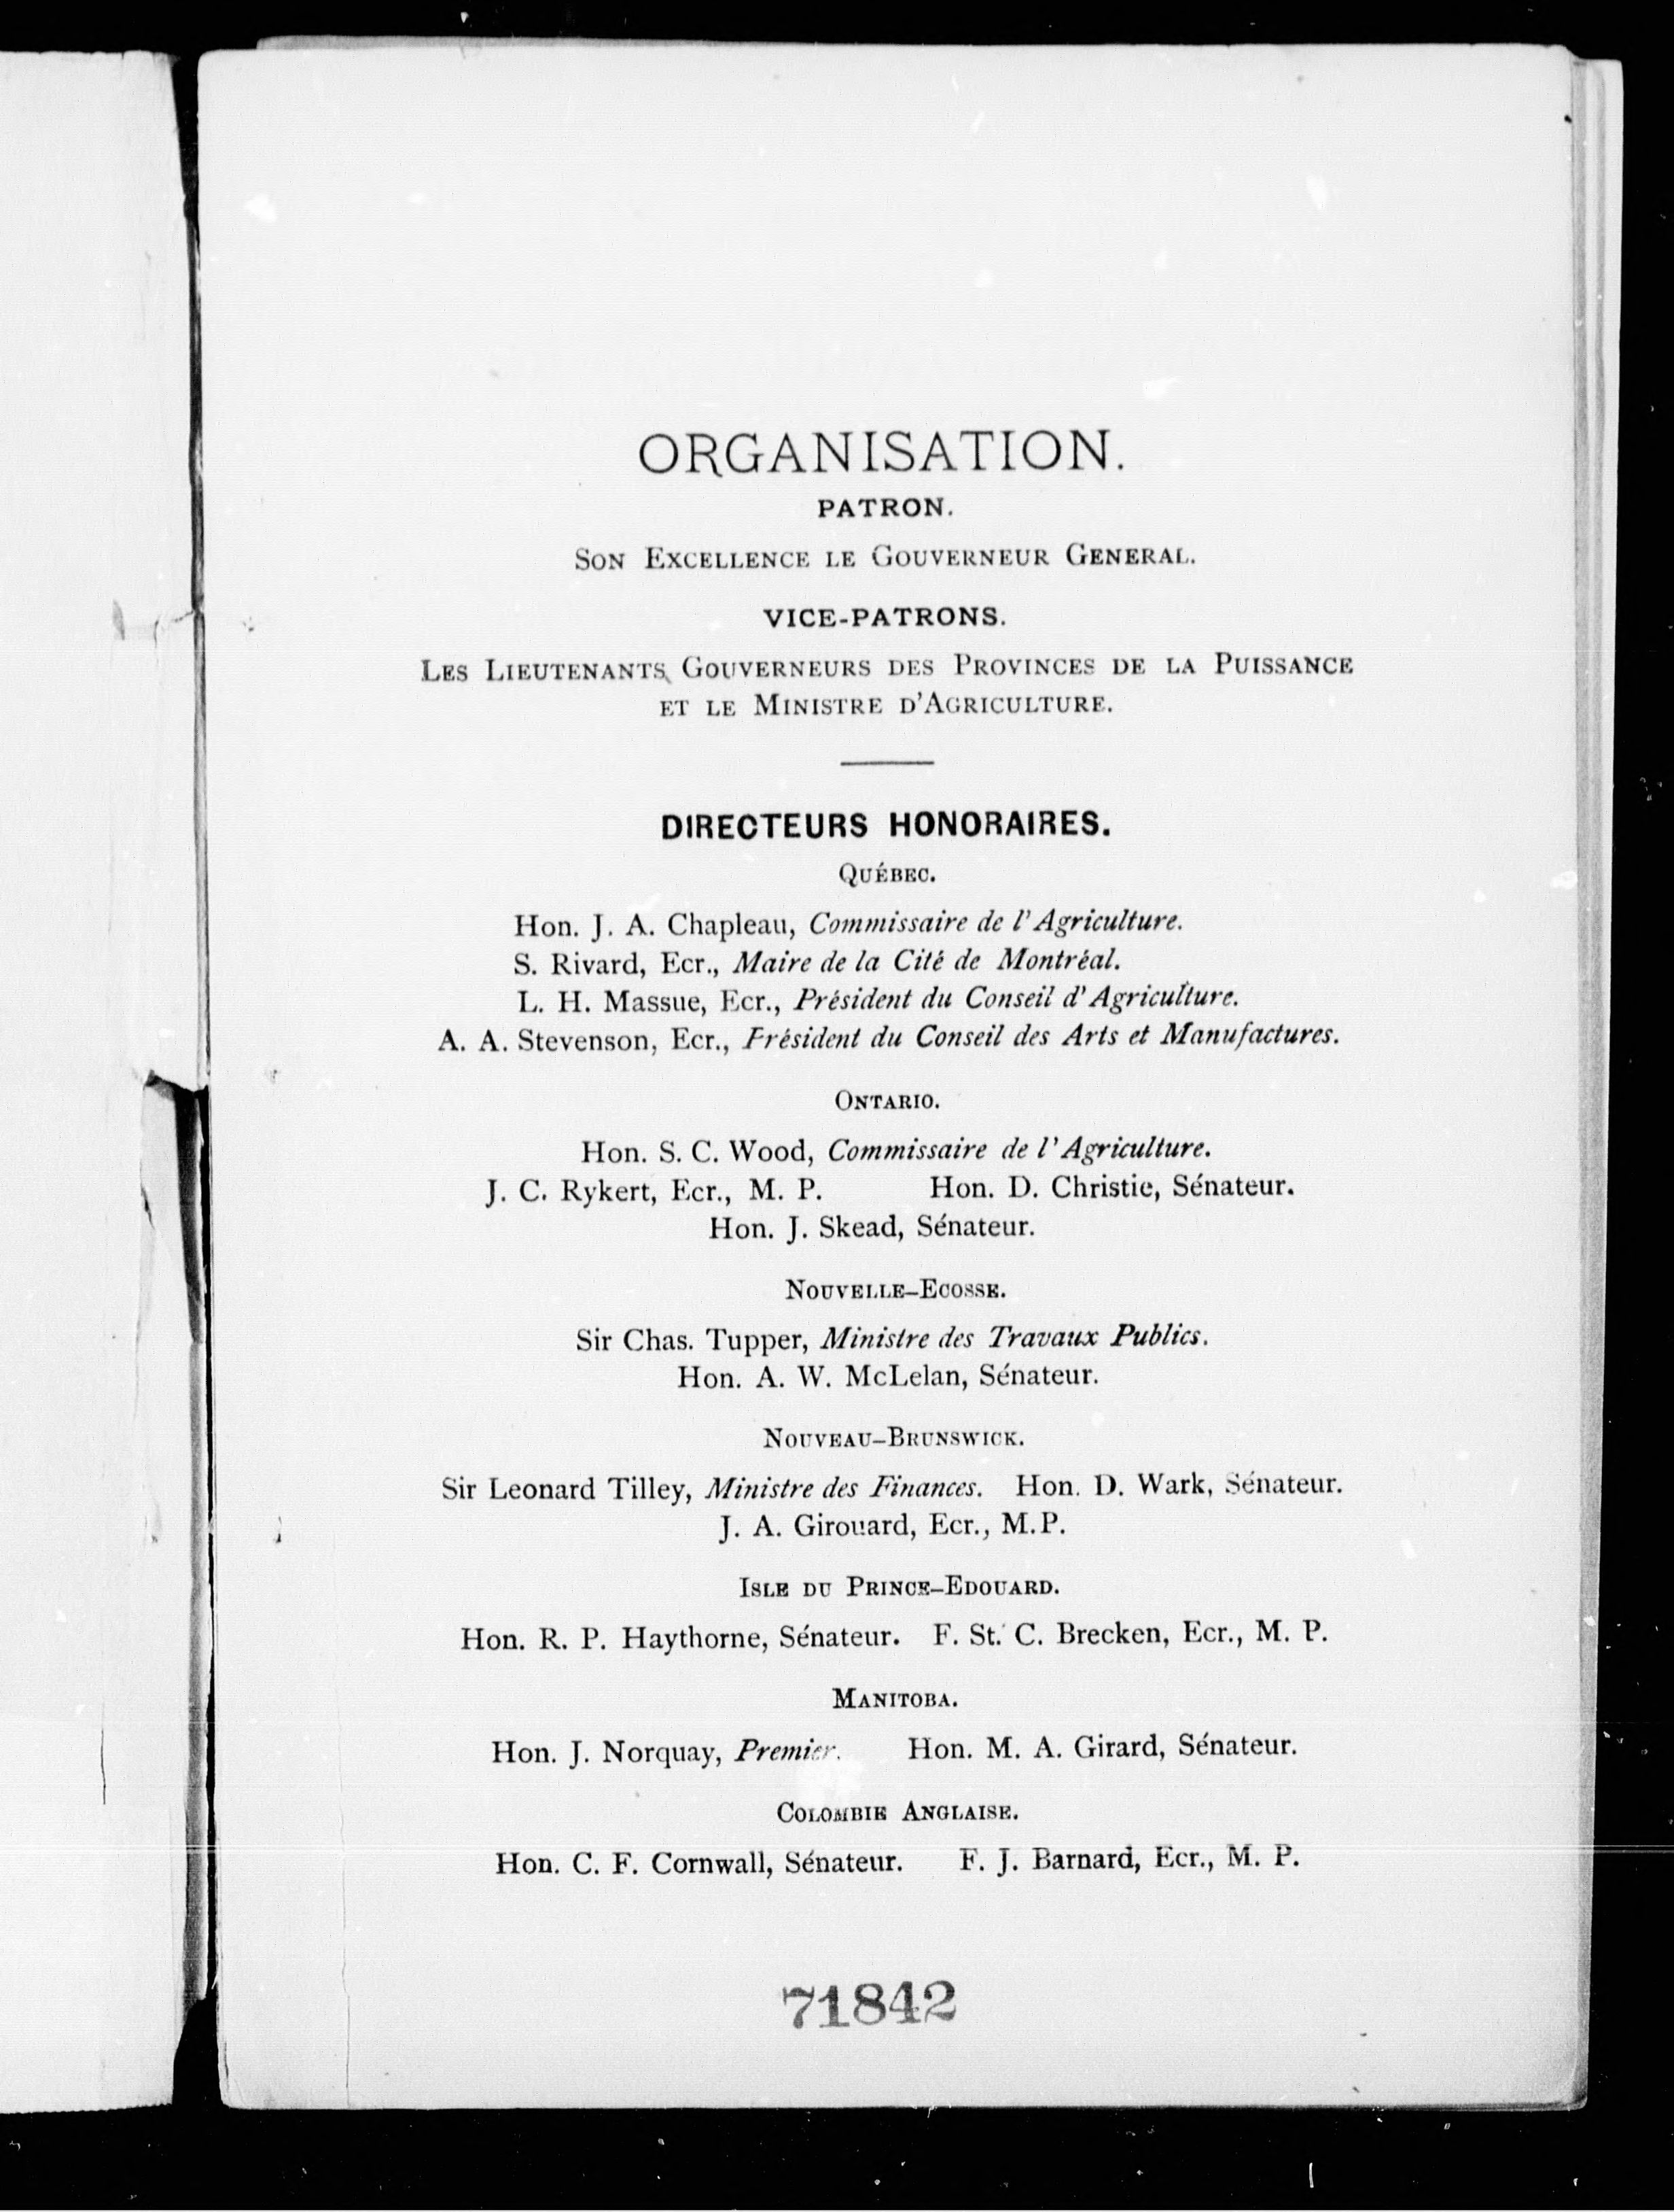 ORGANISATION.
PATRON.
SON EXCELLENCE LE GOUVERNEUR GENERAL.
VICE-PATRONS.
LES LIEUTENANTS GOUVERNEURS DES PROVINCES DE LA PUISSANCE
ET LE MINISTRE D'AGRICULTURE.
DIRECTEURS HONORAIRES.
QUÉBEC.
Hon. J. A. Chapleau, Commissaire de l'Agriculture.
S. Rivard, Ecr., Maire de la Cité de Montréal.
L. H. Massue, Ecr., Président du Conseil d'Agriculture.
A. A. Stevenson, Ecr., Président du Conseil des Arts et Manufactures.
ONTARIO.
Hon. S. C. Wood, Commissaire de l'Agriculture.
J. C. Rykert, Ecr., M. P. Hon. D. Christie, Sénateur.
Hon. J. Skead, Sénateur.
NOUVELLE-ECOSSE.
Sir Chas. Tupper, Ministre des Travaux Publics.
Hon. A. W. McLelan, Sénateur.
NOUVEAU-BRUNSWICK.
Sir Leonard Tilley, Ministre des Finances. Hon. D. Wark, Sénateur.
J. A. Girouard, Ecr., M.P.
ISLE DU PRINCE-EDOUARD.
Hon. R. P. Haythorne, Sénateur. F. St. C. Brecken, Ecr., M. P.
MANITOBA.
Hon. J. Norquay, Premier. Hon. M. A. Girard, Sénateur.
COLOMBIE ANGLAISE.
Hon. C. F. Cornwall, Sénateur. F. J. Barnard, Ecr., M. P.
71842